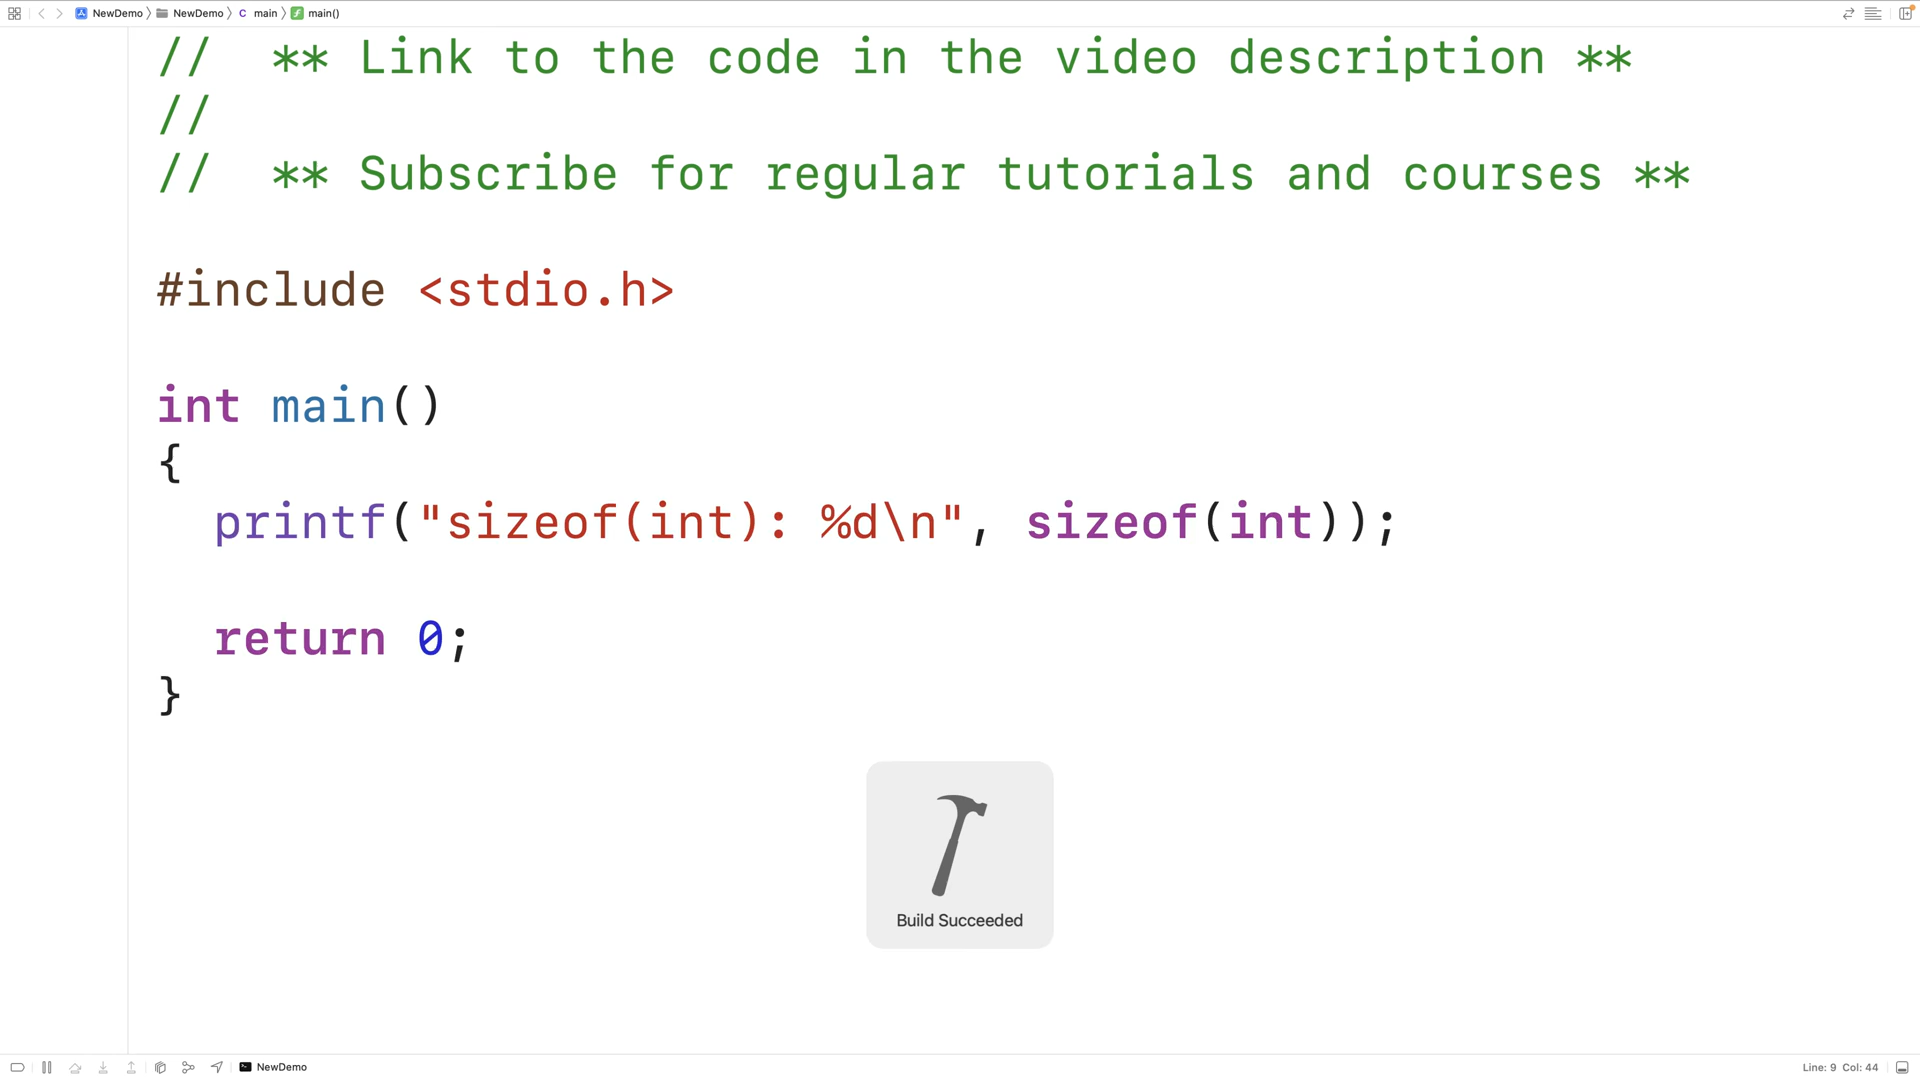 NewDemo NewDemo C main f main()
//  ** Link to the code in the video description **
//
//  ** Subscribe for regular tutorials and courses **
#include <stdio.h>
int main()
{
  printf("sizeof(int): %d\n", sizeof(int));
  return 0;
}
Build Succeeded
NewDemo Line: 9 Col: 44